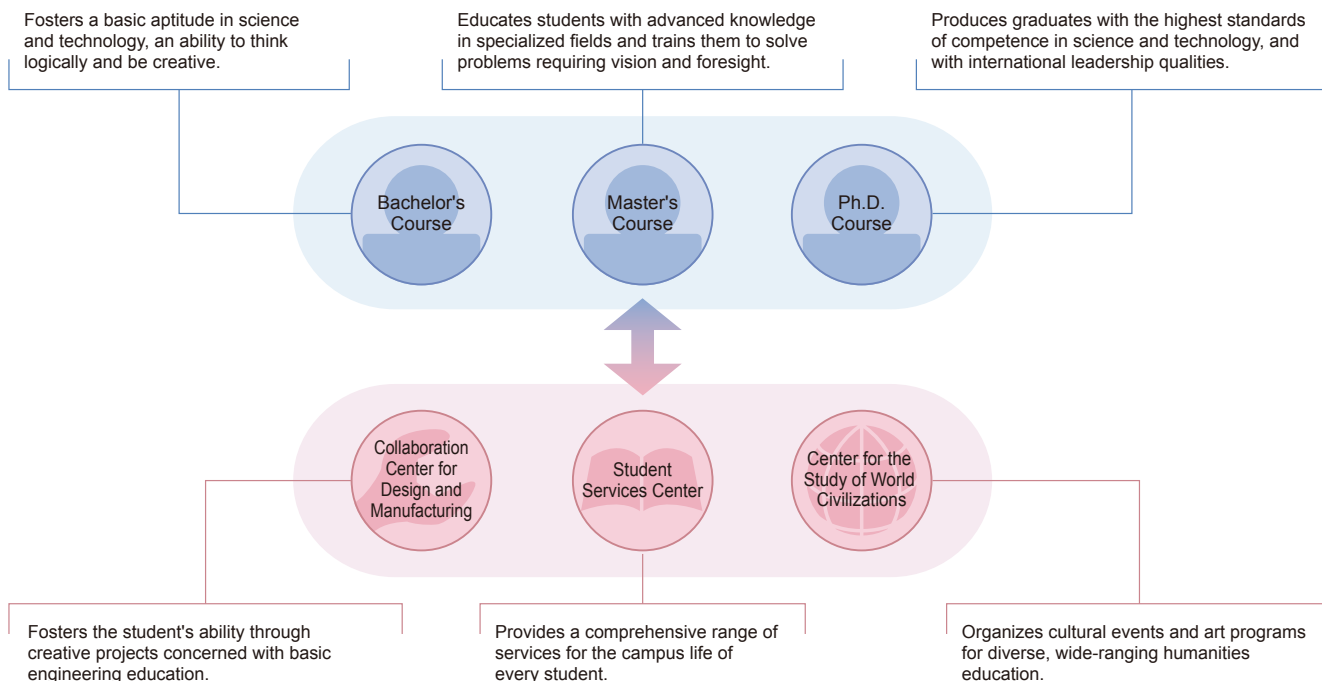 Fosters a basic aptitude in science
and technology, an ability to think
logically and be creative.
Educates students with advanced knowledge
in specialized fields and trains them to solve
problems requiring vision and foresight.
Produces graduates with the highest standards
of competence in science and technology, and
with international leadership qualities.
Bachelor's
Course
Master's
Course
Ph.D.
Course
Collaboration
Center for
Design and
Manufacturing
Student
Services Center
Center for the
Study of World
Civilizations
Fosters the student's ability through
creative projects concerned with basic
engineering education.
Provides a comprehensive range of
services for the campus life of
every student.
Organizes cultural events and art programs
for diverse, wide-ranging humanities
education.